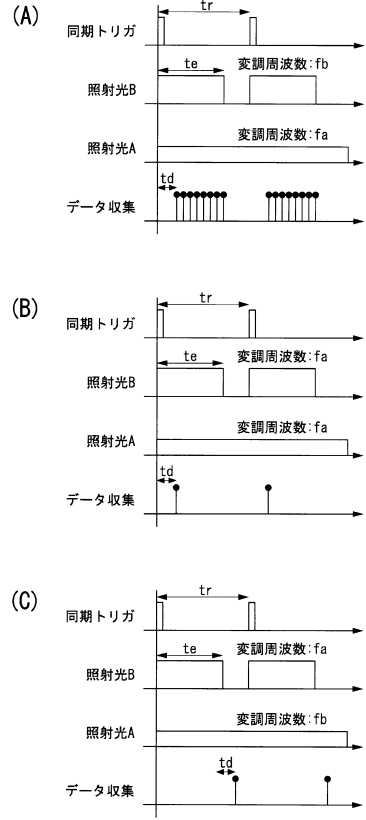 (A)
tr
同期トリガ
te
変調周波数:fb
照射光B
変調周波数:fa
照射光A
td
データ収集
(B)
tr
同期トリガ
te
変調周波数:fa
照射光B
変調周波数:fa
照射光A
td
データ収集
(C)
tr
同期トリガ
te
変調周波数:fa
照射光B
変調周波数:fb
照射光A
td
データ収集